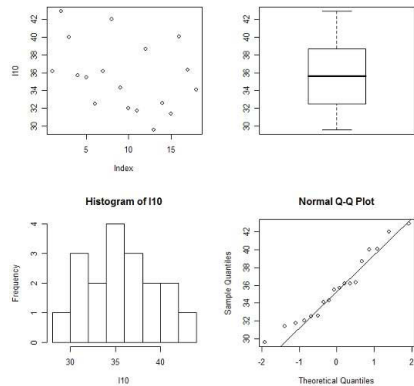 I10
30 32 34 36 38 40 42
5 10 15
Index
30 32 34 36 38 40 42
Histogram of I10
Frequency
0 1 2 3 4
30 35 40
I10
Normal Q-Q Plot
Sample Quantiles
30 32 34 36 38 40 42
-2 -1 0 1 2
Theoretical Quantiles